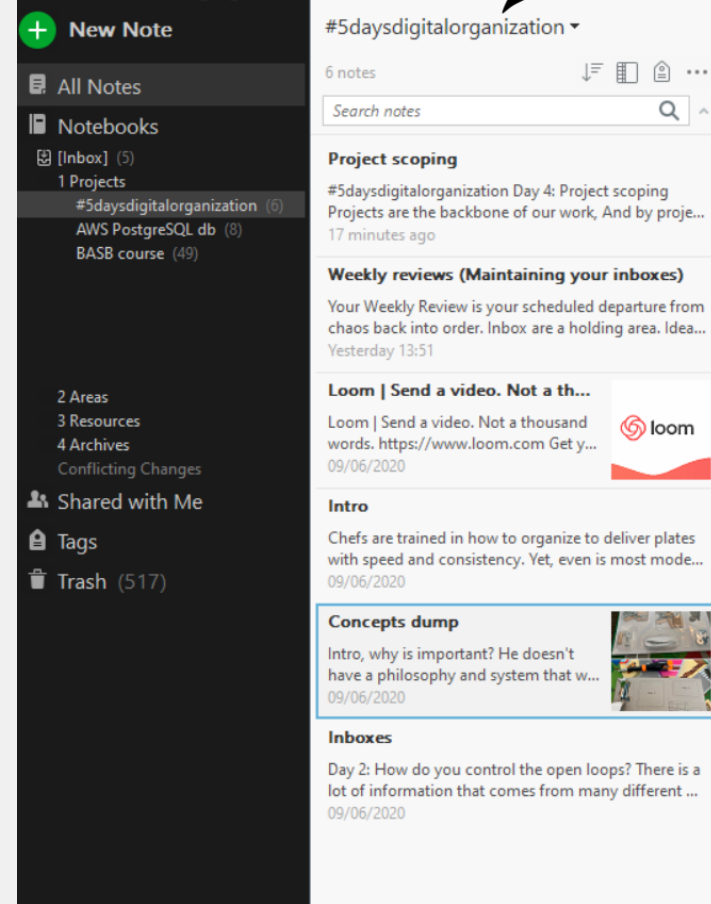 New Note
All Notes
Notebooks
[Inbox] (5)
1 Projects
#5daysdigitalorganization (6)
AWS PostgreSQL db (8)
BASB course (49)
2 Areas
3 Resources
4 Archives
Conflicting Changes
Shared with Me
Tags
Trash (517)
#5daysdigitalorganization
6 notes
Search notes
Project scoping
#5daysdigitalorganization Day 4: Project scoping
Projects are the backbone of our work, And by proje...
17 minutes ago
Weekly reviews (Maintaining your inboxes)
Your Weekly Review is your scheduled departure from
chaos back into order. Inbox are a holding area. Idea...
Yesterday 13:51
Loom | Send a video. Not a th...
Loom | Send a video. Not a thousand
words. https://www.loom.com Get y...
09/06/2020
loom
Intro
Chefs are trained in how to organize to deliver plates
with speed and consistency. Yet, even is most mode...
09/06/2020
Concepts dump
Intro, why is important? He doesn't
have a philosophy and system that w...
09/06/2020
Inboxes
Day 2: How do you control the open loops? There is a
lot of information that comes from many different ...
09/06/2020